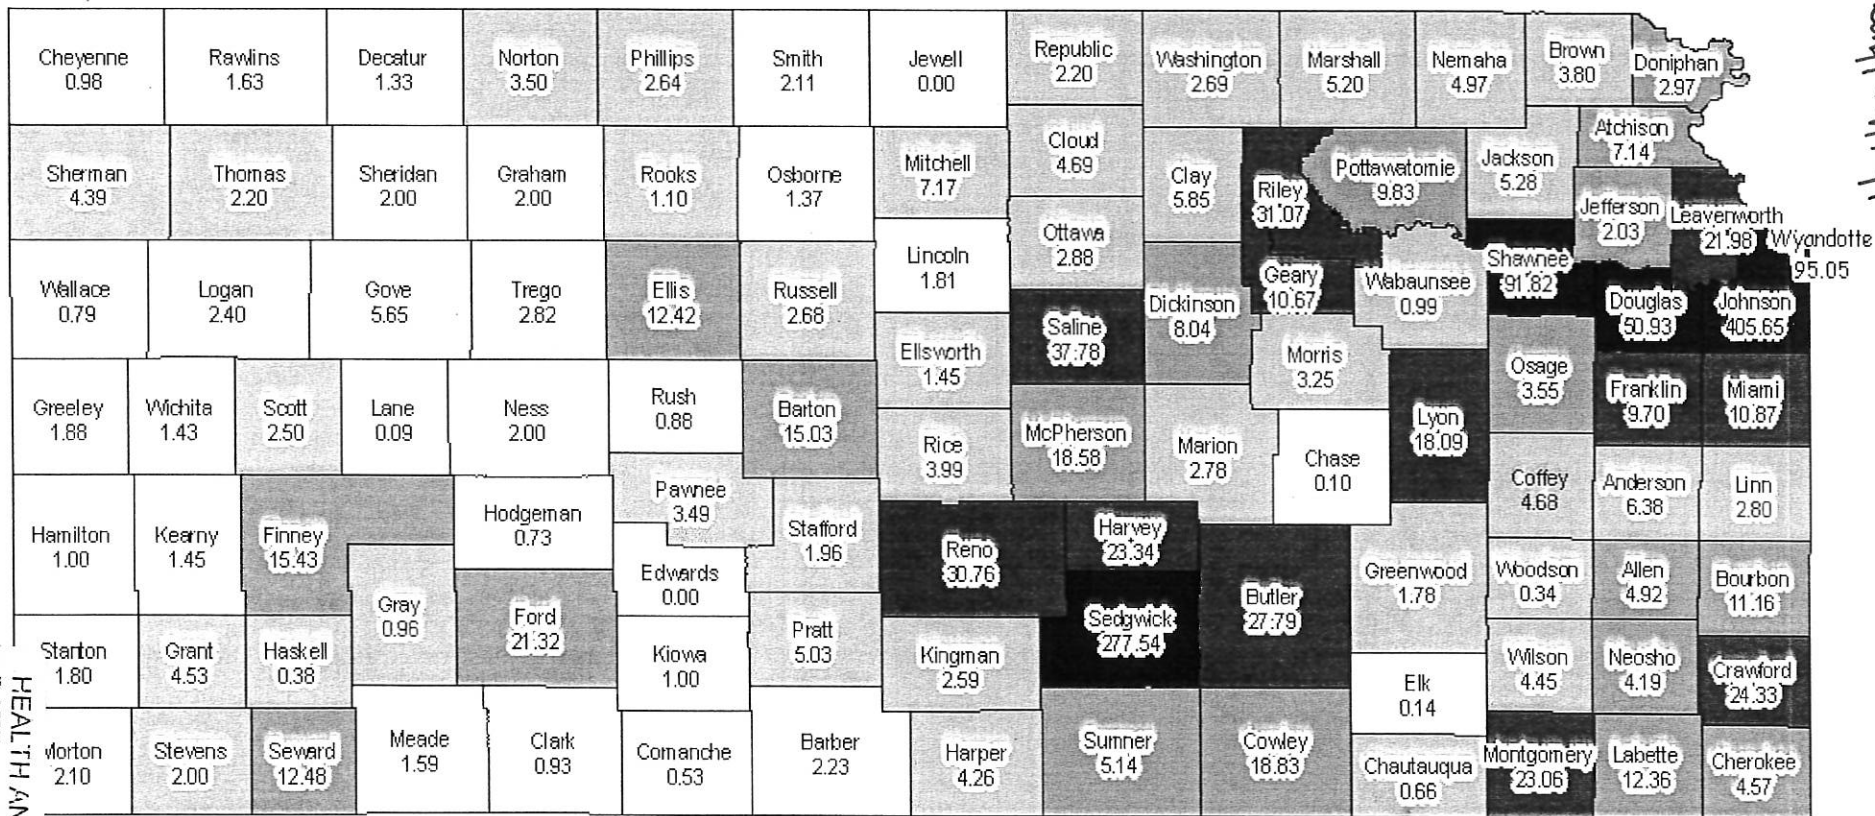 Cheyenne
0.98
Rawlins
1.63
Decatur
1.33
Norton
3.50
Phillips
2.64
Smith
2.11
Jewell
0.00
Republic
2.20
Washington
2.69
Marshall
5.20
Nemaha
4.97
Brown
3.80
Doniphan
2.97
Atchison
7.14
Sherman
4.39
Thomas
2.20
Sheridan
2.00
Graham
2.00
Rooks
1.10
Osborne
1.37
Mitchell
7.17
Cloud
4.69
Clay
5.85
Riley
31.07
Pottawatomie
9.83
Jackson
5.28
Jefferson
2.03
Leavenworth
21.98
Wyandotte
95.05
Wallace
0.79
Logan
2.40
Gove
5.65
Trego
2.82
Ellis
12.42
Russell
2.68
Lincoln
1.81
Ottawa
2.88
Saline
37.78
Dickinson
8.04
Geary
10.67
Wabaunsee
0.99
Shawnee
91.82
Douglas
50.93
Johnson
405.65
Greeley
1.88
Wichita
1.43
Scott
2.50
Lane
0.09
Ness
2.00
Rush
0.88
Barton
15.03
Ellsworth
1.45
Rice
3.99
McPherson
18.58
Marion
2.78
Morris
3.25
Chase
0.10
Lyon
18.09
Osage
3.55
Franklin
9.70
Miami
10.87
Coffey
4.68
Anderson
6.38
Linn
2.80
Hamilton
1.00
Kearny
1.45
Finney
15.43
Hodgeman
0.73
Pawnee
3.49
Edwards
0.00
Stafford
1.96
Reno
30.76
Harvey
23.34
Sedgwick
277.54
Butler
27.79
Greenwood
1.78
Woodson
0.34
Allen
4.92
Bourbon
11.16
Stanton
1.80
Grant
4.53
Haskell
0.38
Gray
0.96
Ford
21.32
Kiowa
1.00
Pratt
5.03
Kingman
2.59
Elk
0.14
Wilson
4.45
Neosho
4.19
Crawford
24.33
Morton
2.10
Stevens
2.00
Seward
12.48
Meade
1.59
Clark
0.93
Comanche
0.53
Barber
2.23
Harper
4.26
Sumner
5.14
Cowley
18.83
Chautauqua
0.66
Montgomery
23.06
Labette
12.36
Cherokee
4.57
HEALTH AN